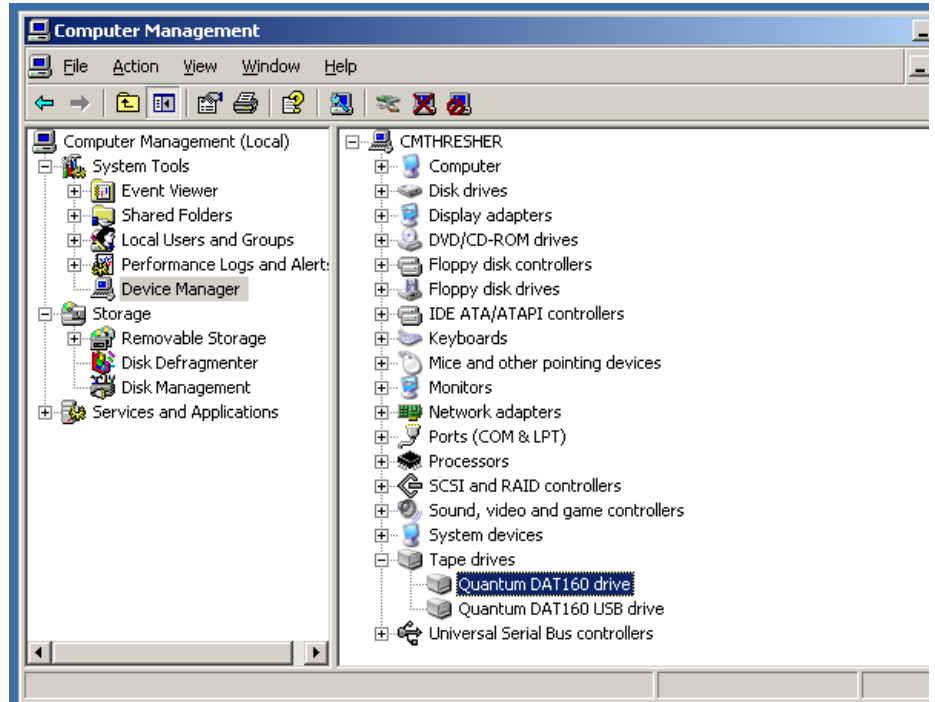 Computer Management
File Action View Window Help
Computer Management (Local)
System Tools
Event Viewer
Shared Folders
Local Users and Groups
Performance Logs and Alert:
Device Manager
Storage
Removable Storage
Disk Defragmenter
Disk Management
Services and Applications
CMTHRESHER
Computer
Disk drives
Display adapters
DVD/CD-ROM drives
Floppy disk controllers
Floppy disk drives
IDE ATA/ATAPI controllers
Keyboards
Mice and other pointing devices
Monitors
Network adapters
Ports (COM & LPT)
Processors
SCSI and RAID controllers
Sound, video and game controllers
System devices
Tape drives
Quantum DAT160 drive
Quantum DAT160 USB drive
Universal Serial Bus controllers